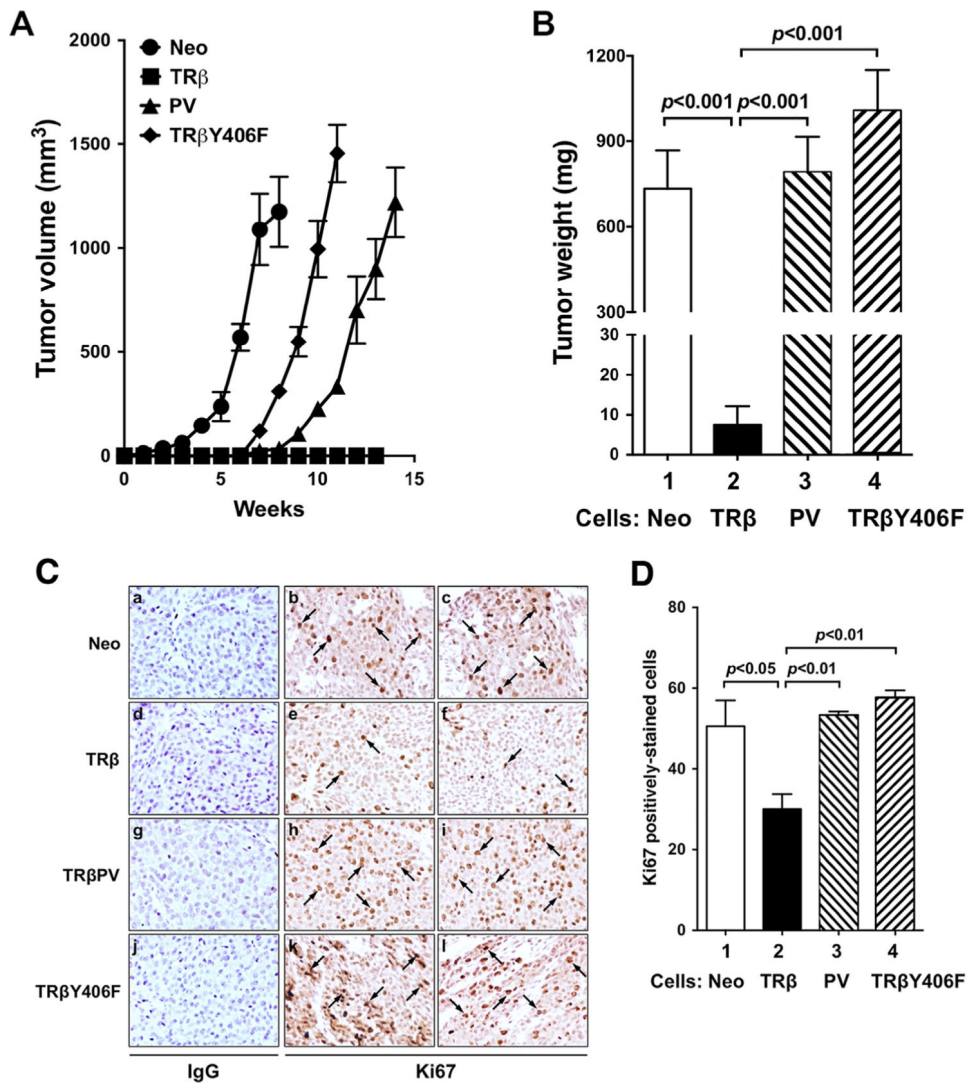 A
Tumor volume (mm³)
2000
1500
1000
500
0
Neo
TRβ
PV
TRβY406F
0 5 10 15
Weeks
B
Tumor weight (mg)
1200
900
600
300
30
20
10
0
p<0.001
p<0.001 p<0.001
1 2 3 4
Cells: Neo TRβ PV TRβY406F
C
Neo
a b c
TRβ
d e f
TRβPV
g h i
TRβY406F
j k l
IgG Ki67
D
Ki67 positively-stained cells
80
60
40
20
0
p<0.01
p<0.05 p<0.01
1 2 3 4
Cells: Neo TRβ PV TRβY406F